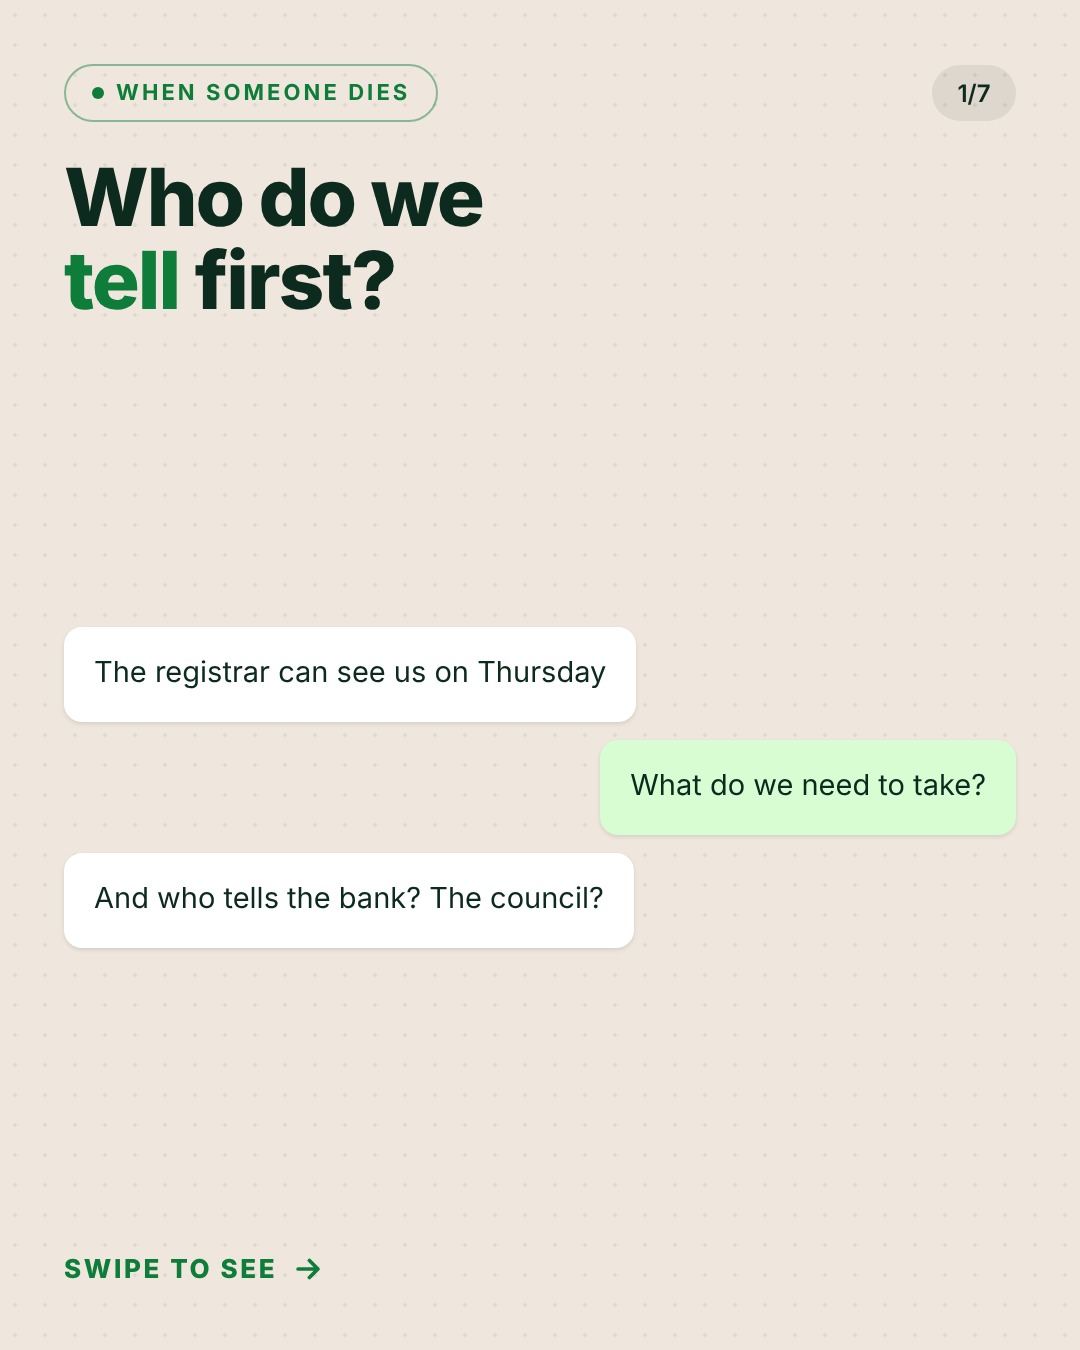 WHEN SOMEONE DIES
1/7
Who do we
tell first?
The registrar can see us on Thursday
What do we need to take?
And who tells the bank? The council?
SWIPE TO SEE →